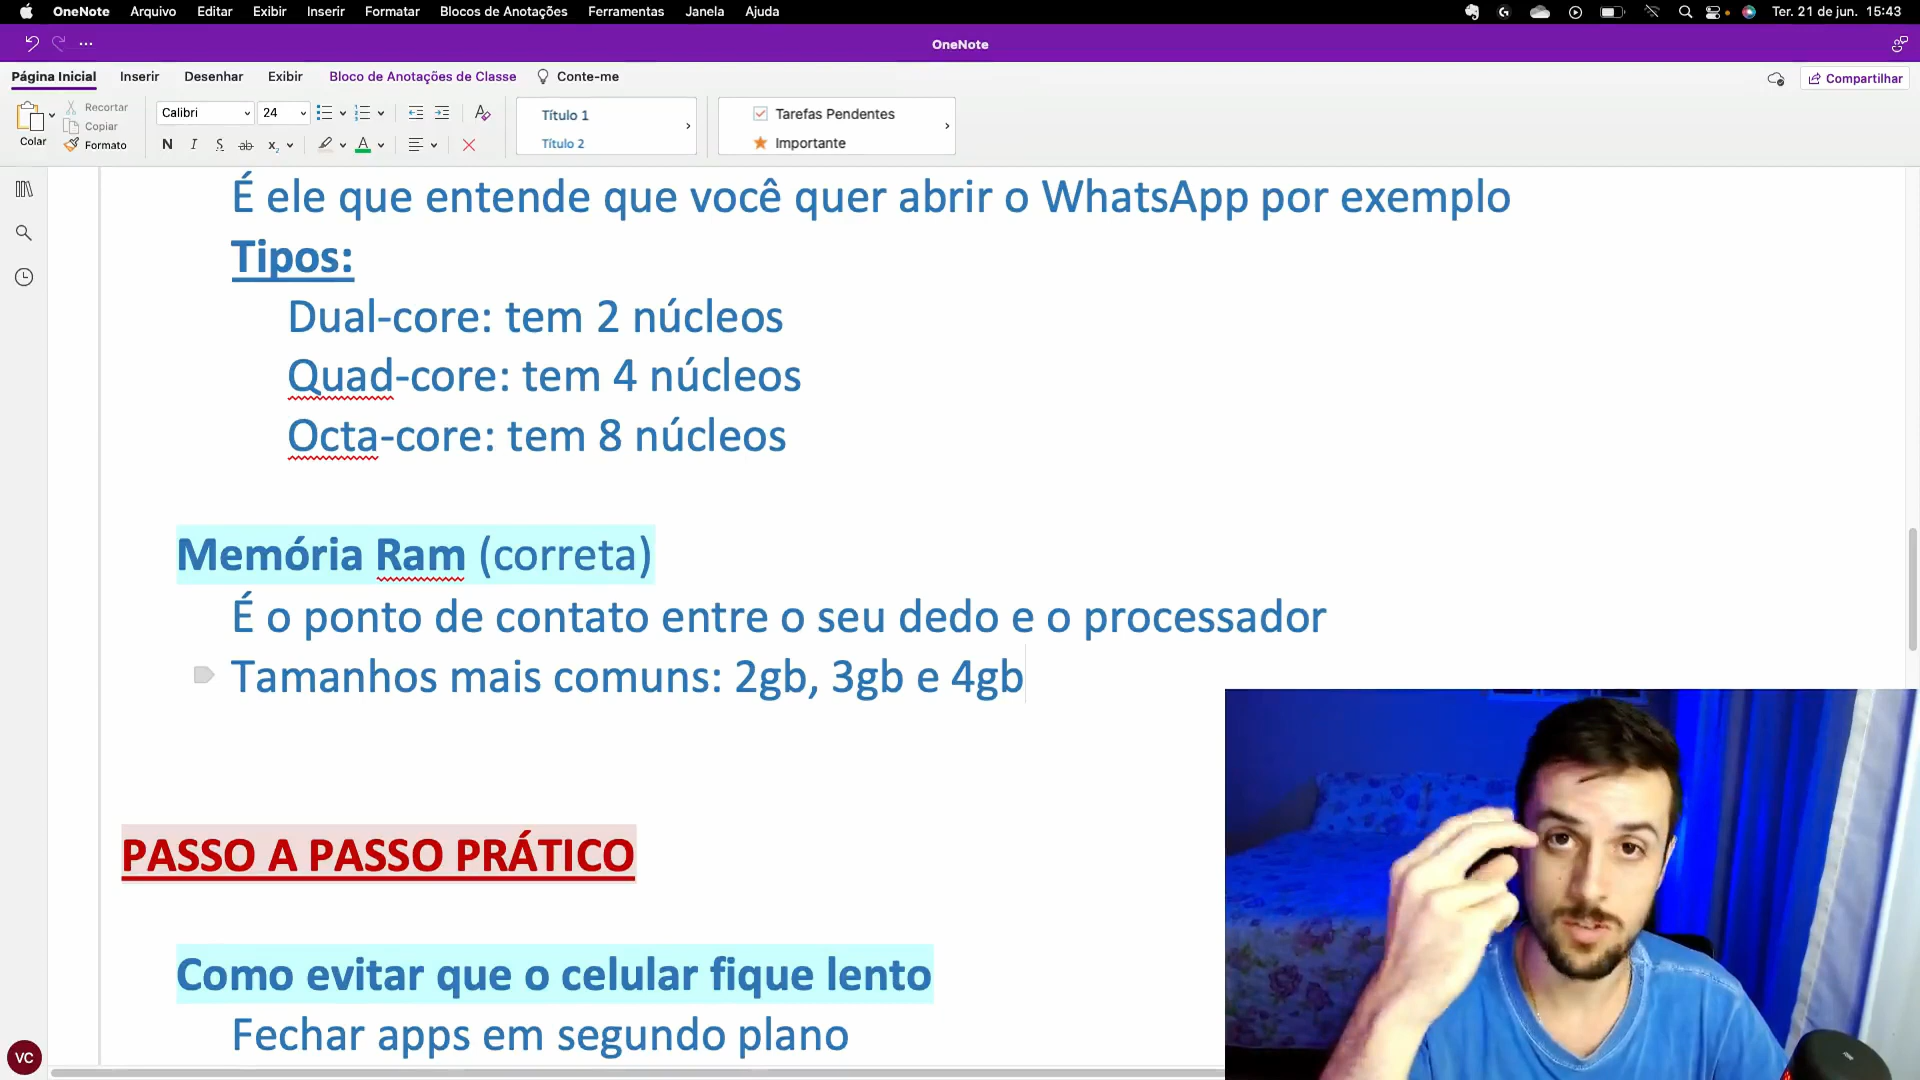 OneNote Arquivo Editar Exibir Inserir Formatar Blocos de Anotações Ferramentas Janela Ajuda Ter. 21 de jun. 15:43
OneNote
Página Inicial Inserir Desenhar Exibir Bloco de Anotações de Classe Conte-me Compartilhar
Colar Recortar Copiar Formato
Calibri 24
N I S ab x₂ A
Título 1
Título 2
Tarefas Pendentes
Importante
É ele que entende que você quer abrir o WhatsApp por exemplo
Tipos:
Dual-core: tem 2 núcleos
Quad-core: tem 4 núcleos
Octa-core: tem 8 núcleos
Memória Ram (correta)
É o ponto de contato entre o seu dedo e o processador
Tamanhos mais comuns: 2gb, 3gb e 4gb
PASSO A PASSO PRÁTICO
Como evitar que o celular fique lento
Fechar apps em segundo plano
VC